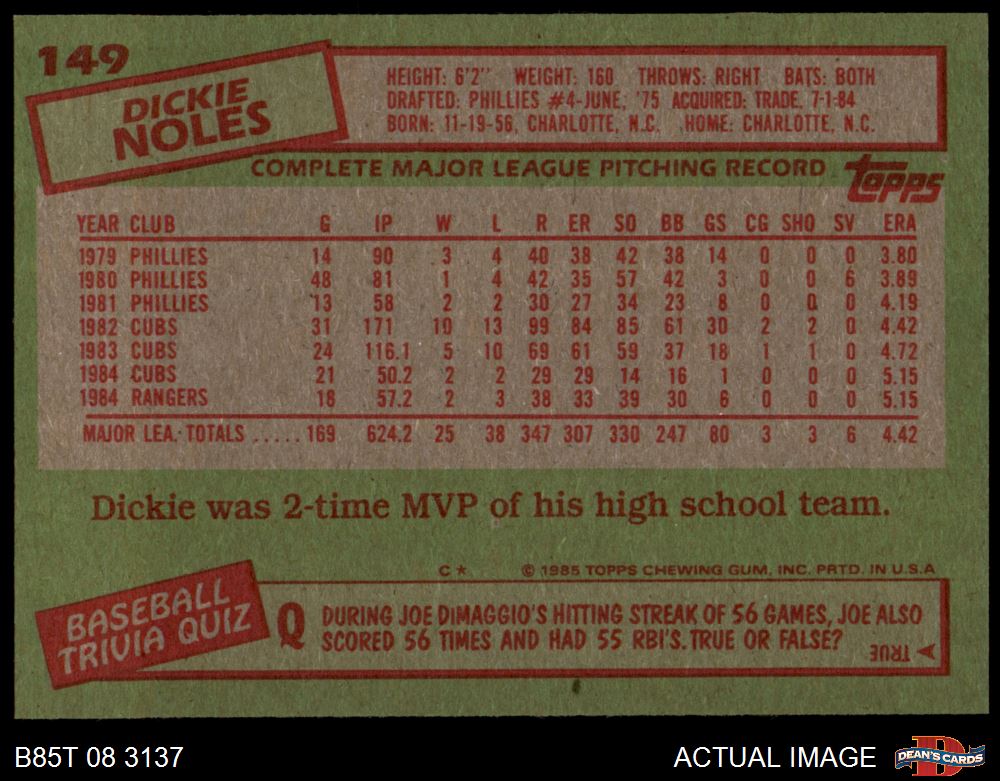 149
DICKIE
NOLES
HEIGHT: 6'2" WEIGHT: 160 THROWS: RIGHT BATS: BOTH
DRAFTED: PHILLIES #4-JUNE, '75 ACQUIRED: TRADE, 7-1-84
BORN: 11-19-56, CHARLOTTE, N.C. HOME: CHARLOTTE, N.C.
COMPLETE MAJOR LEAGUE PITCHING RECORD
topps
YEAR CLUB G IP W L R ER SO BB GS CG SHO SV ERA
1979 PHILLIES 14 90 3 4 40 38 42 38 14 0 0 0 3.80
1980 PHILLIES 48 81 1 4 42 35 57 42 3 0 0 6 3.89
1981 PHILLIES 13 58 2 2 30 27 34 23 8 0 0 0 4.19
1982 CUBS 31 171 10 13 99 84 85 61 30 2 2 0 4.42
1983 CUBS 24 116.1 5 10 69 61 59 37 18 1 1 0 4.72
1984 CUBS 21 50.2 2 2 29 29 14 16 1 0 0 0 5.15
1984 RANGERS 18 57.2 2 3 38 33 39 30 6 0 0 0 5.15
MAJOR LEA. TOTALS ..... 169 624.2 25 38 347 307 330 247 80 3 3 6 4.42
Dickie was 2-time MVP of his high school team.
C* © 1985 TOPPS CHEWING GUM, INC. PRTD. IN U.S.A
BASEBALL
TRIVIA QUIZ
Q DURING JOE DiMAGGIO'S HITTING STREAK OF 56 GAMES, JOE ALSO
SCORED 56 TIMES AND HAD 55 RBI'S. TRUE OR FALSE?
TRUE
B85T 08 3137
ACTUAL IMAGE
D
DEAN'S CARDS